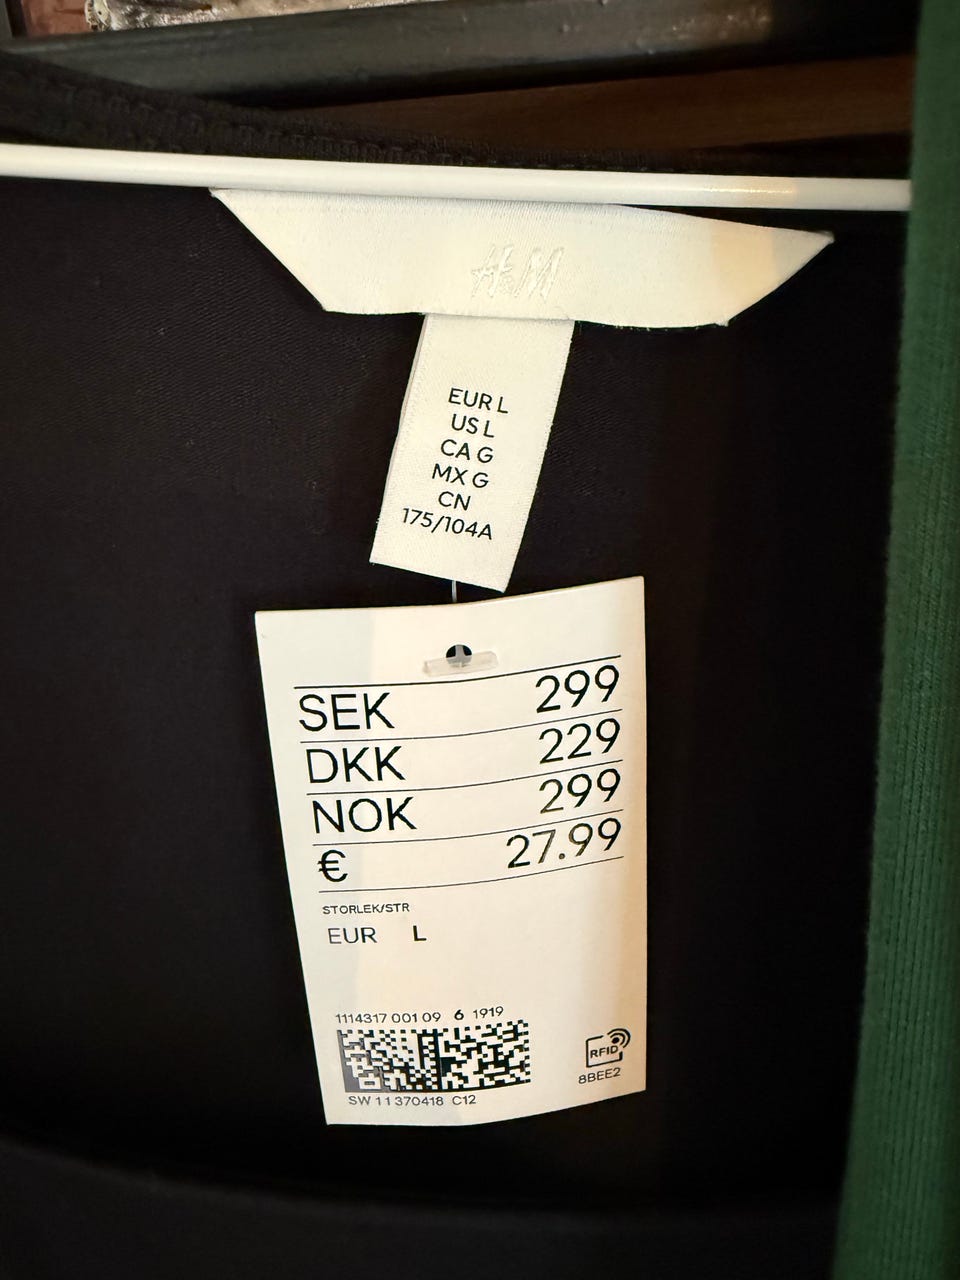 H&M
EUR L
US L
CA G
MX G
CN
175/104A
SEK 299
DKK 229
NOK 299
€ 27.99
STORLEK/STR
EUR L
1114317 001 09 6 1919
RFID
8BEE2
SW 11 370418 C12